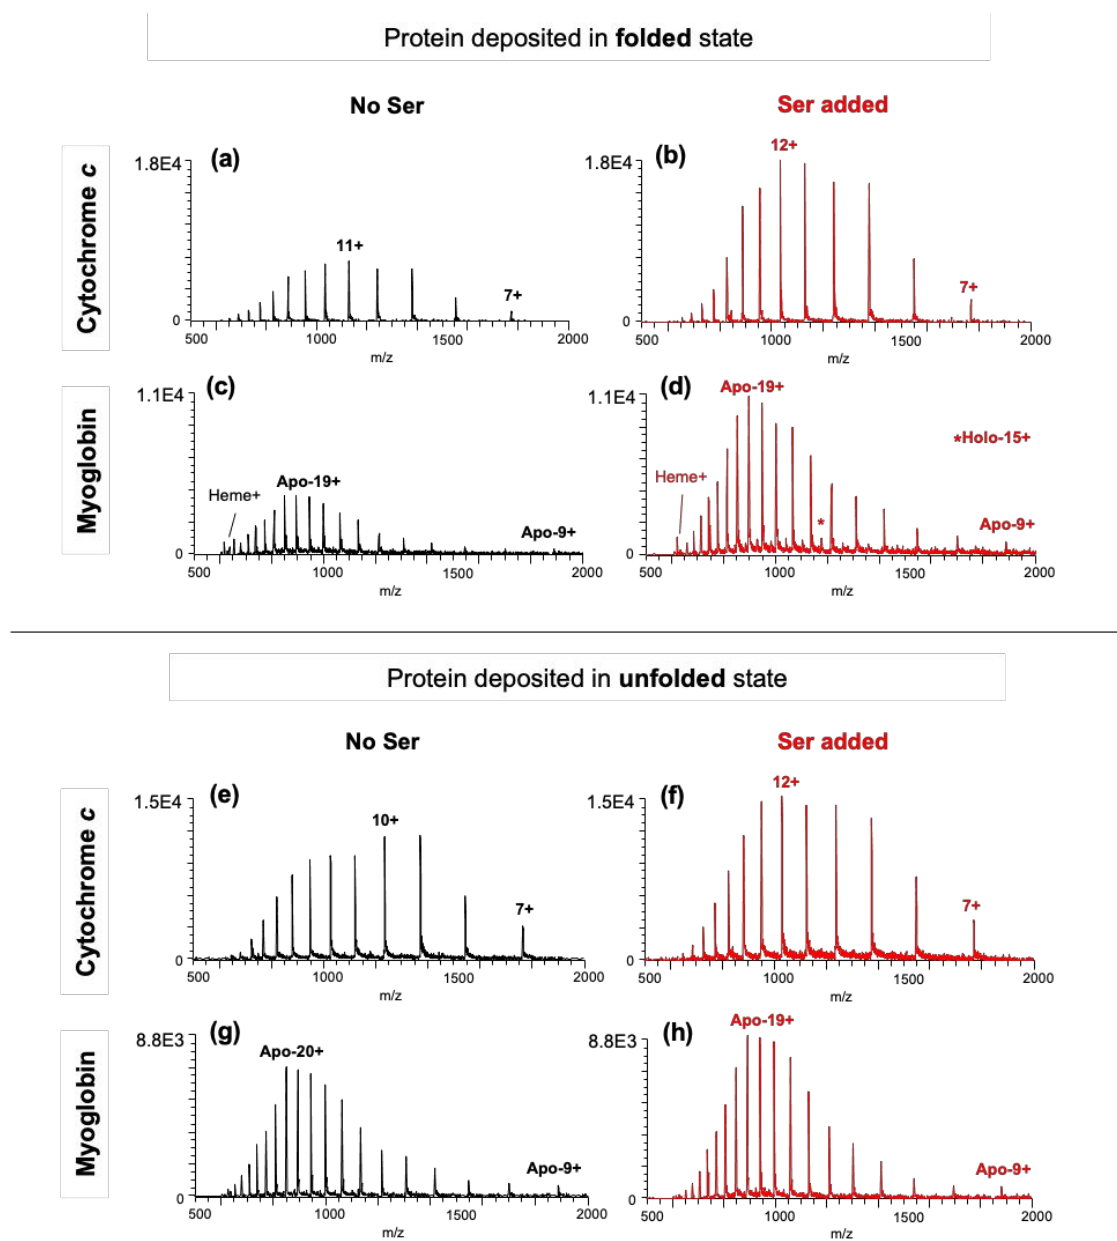 Protein deposited in folded state
No Ser
Ser added
Cytochrome c
(a)
1.8E4
11+
7+
0
500 1000 1500 2000
m/z
(b)
1.8E4
12+
7+
0
500 1000 1500 2000
m/z
Myoglobin
(c)
1.1E4
Apo-19+
Heme+
Apo-9+
0
500 1000 1500 2000
m/z
(d)
1.1E4
Apo-19+
*Holo-15+
Heme+
*
Apo-9+
0
500 1000 1500 2000
m/z
Protein deposited in unfolded state
No Ser
Ser added
Cytochrome c
(e)
1.5E4
10+
7+
0
500 1000 1500 2000
m/z
(f)
1.5E4
12+
7+
0
500 1000 1500 2000
m/z
Myoglobin
(g)
8.8E3
Apo-20+
Apo-9+
0
500 1000 1500 2000
m/z
(h)
8.8E3
Apo-19+
Apo-9+
0
500 1000 1500 2000
m/z